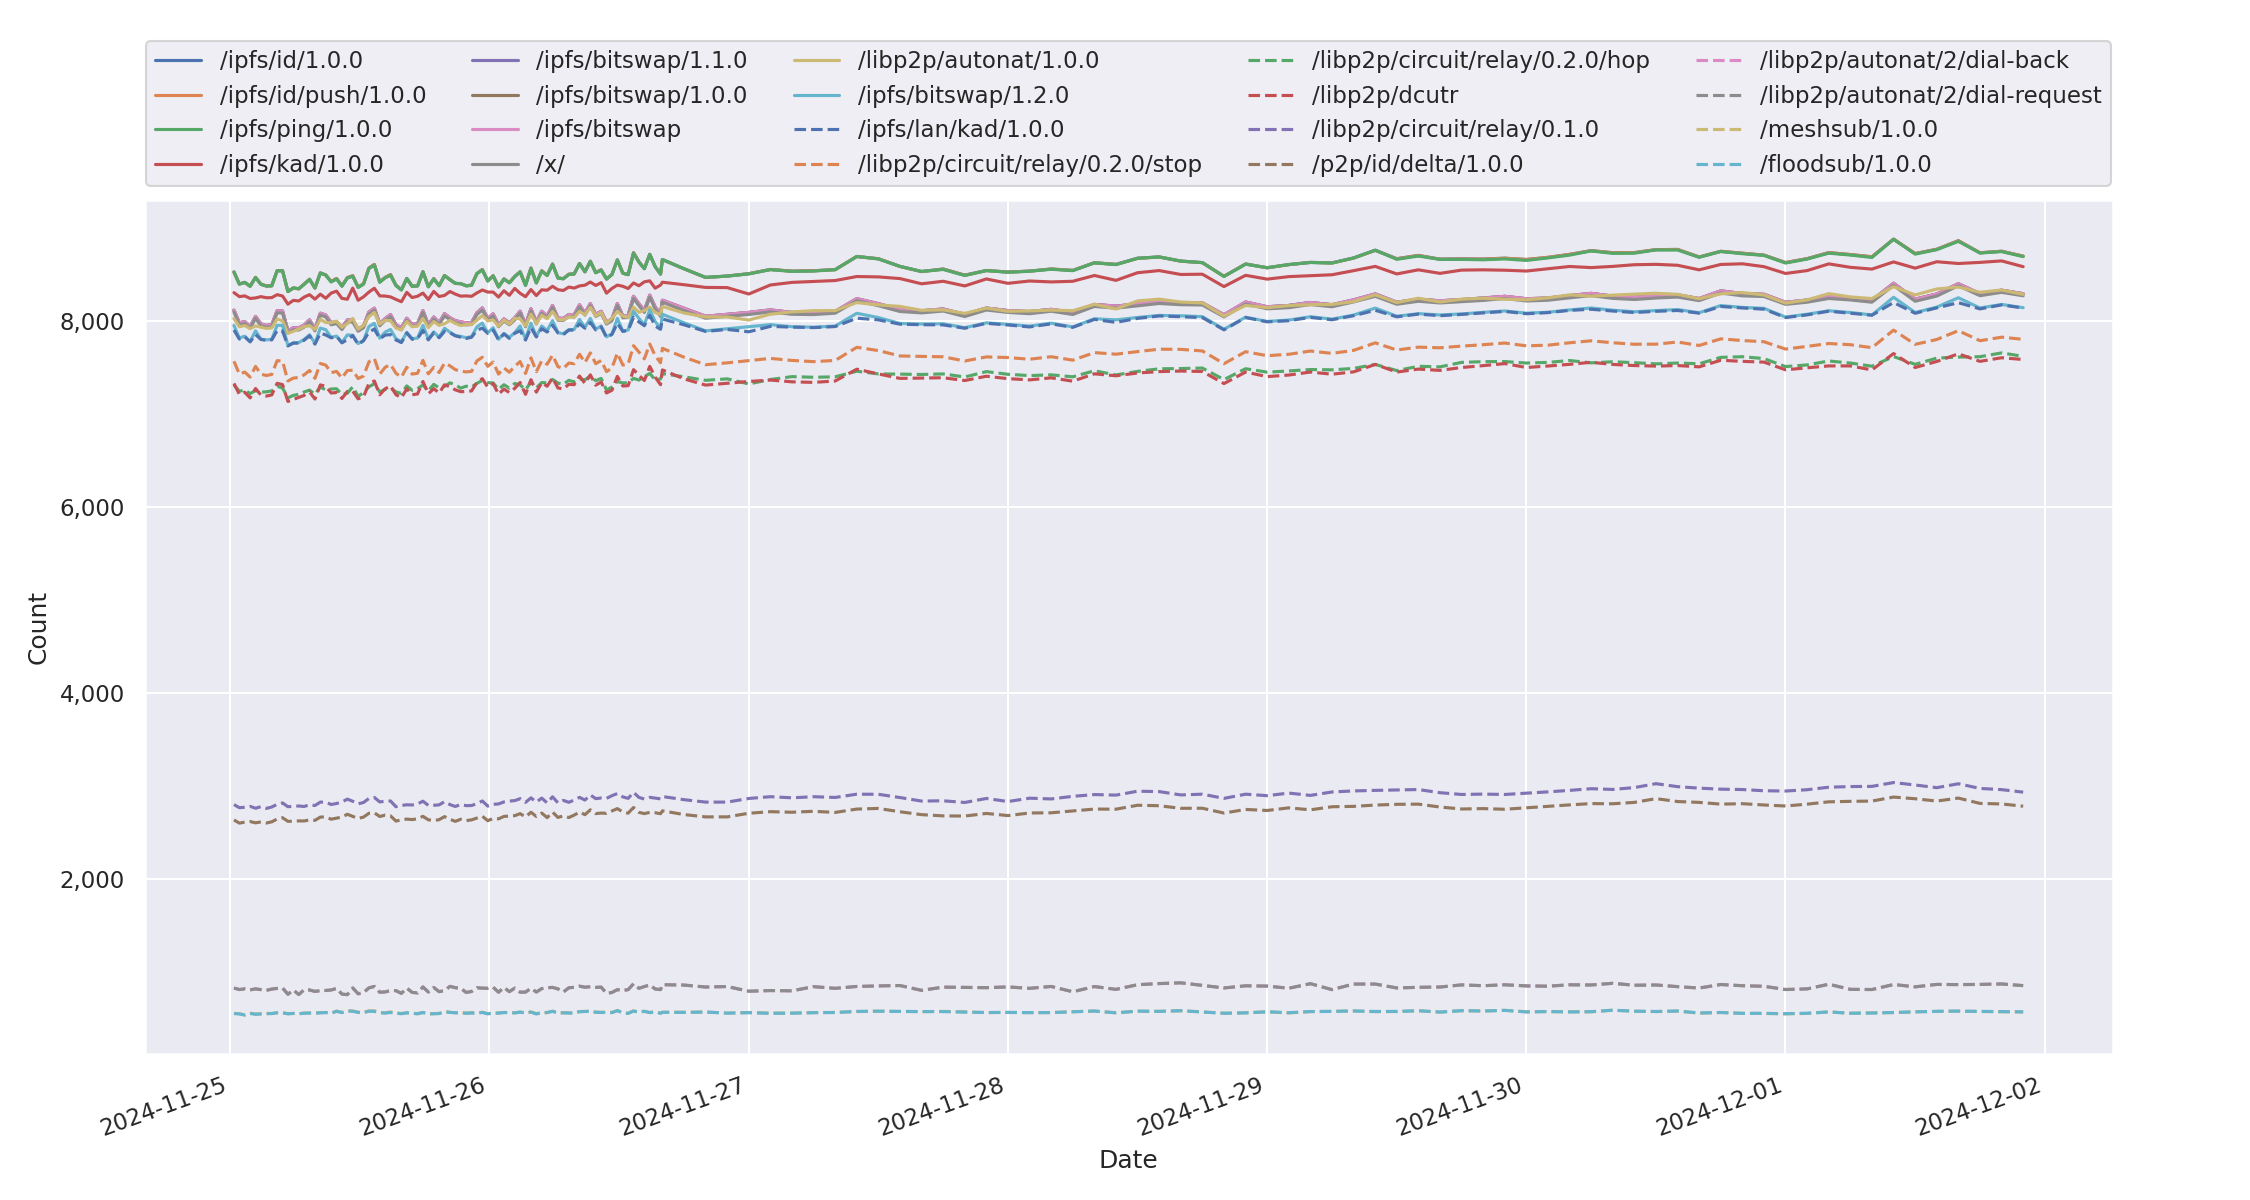 /ipfs/id/1.0.0
/ipfs/id/push/1.0.0
/ipfs/ping/1.0.0
/ipfs/kad/1.0.0
/ipfs/bitswap/1.1.0
/ipfs/bitswap/1.0.0
/ipfs/bitswap
/x/
/libp2p/autonat/1.0.0
/ipfs/bitswap/1.2.0
/ipfs/lan/kad/1.0.0
/libp2p/circuit/relay/0.2.0/stop
/libp2p/circuit/relay/0.2.0/hop
/libp2p/dcutr
/libp2p/circuit/relay/0.1.0
/p2p/id/delta/1.0.0
/libp2p/autonat/2/dial-back
/libp2p/autonat/2/dial-request
/meshsub/1.0.0
/floodsub/1.0.0
Count
8,000
6,000
4,000
2,000
2024-11-25
2024-11-26
2024-11-27
2024-11-28
2024-11-29
2024-11-30
2024-12-01
2024-12-02
Date